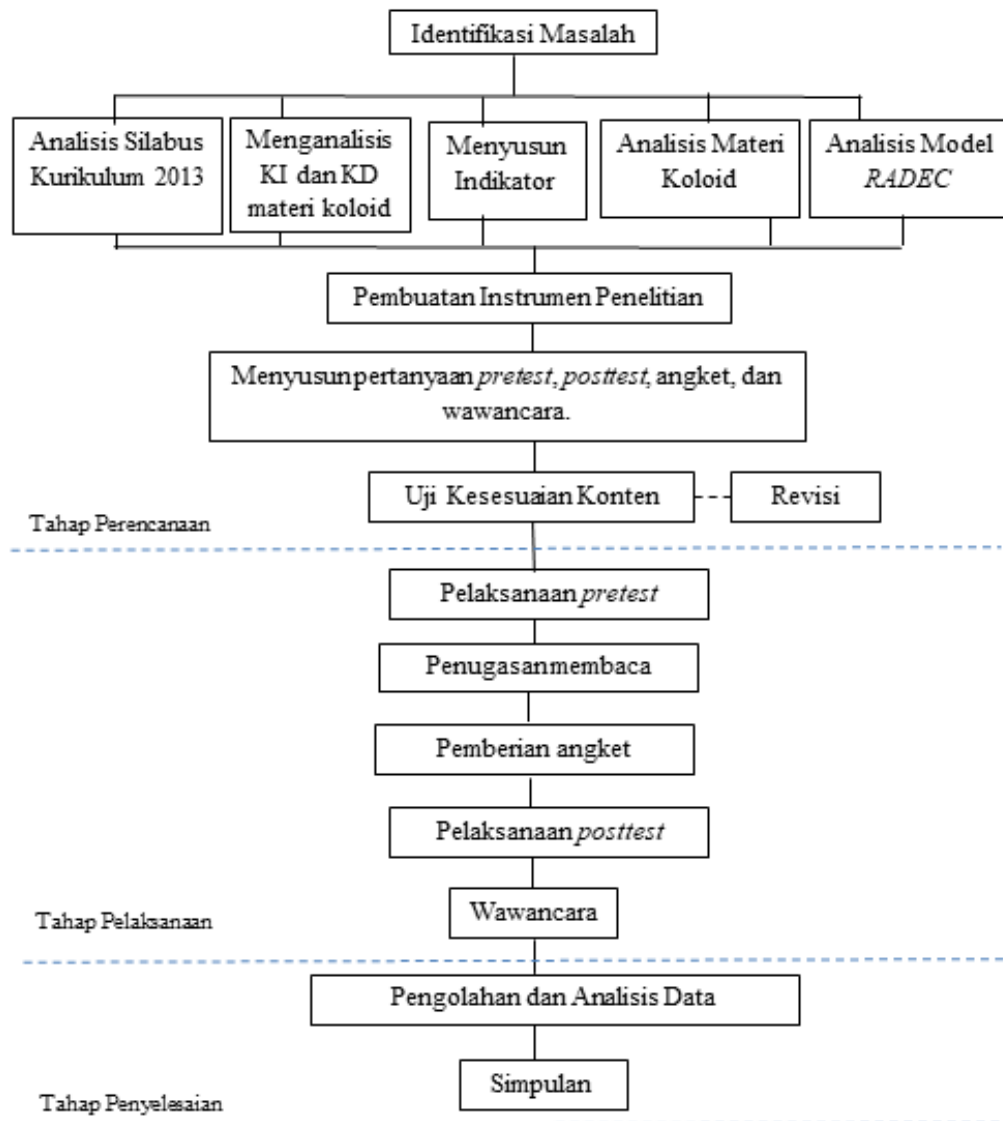 Identifikasi Masalah
Analisis Silabus
Kurikulum 2013
Menganalisis
KI dan KD
materi koloid
Menyusun
Indikator
Analisis Materi
Koloid
Analisis Model
RADEC
Pembuatan Instrumen Penelitian
Menyusunpertanyaan pretest, posttest, angket, dan
wawancara.
Uji Kesesuaian Konten
Revisi
Tahap Perencanaan
Pelaksanaan pretest
Penugasanmembaca
Pemberian angket
Pelaksanaan posttest
Wawancara
Tahap Pelaksanaan
Pengolahan dan Analisis Data
Simpulan
Tahap Penyelesaian